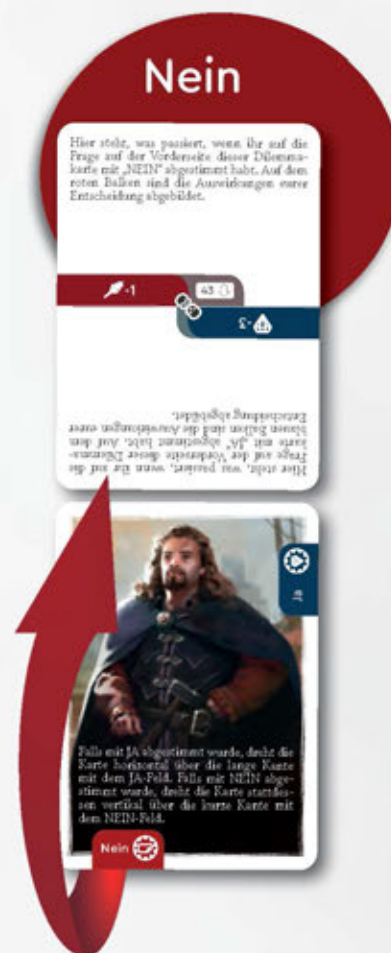 Nein
Hier steht, was passiert, wenn ihr auf die
Frage auf der Vorderseite dieser Dilemma-
karte mit „NEIN" abgestimmt habt. Auf dem
roten Balken sind die Auswirkungen eurer
Entscheidung abgebildet.
-1
43
-3
Hier steht, was passiert, wenn ihr auf die
Frage auf der Vorderseite dieser Dilemma-
karte mit „JA" abgestimmt habt. Auf dem
blauen Balken sind die Auswirkungen eurer
Entscheidung abgebildet.
Ja
Falls mit JA abgestimmt wurde, dreht die
Karte horizontal über die lange Kante
mit dem JA-Feld. Falls mit NEIN abge-
stimmt wurde, dreht die Karte stattdes-
sen vertikal über die kurze Kante mit
dem NEIN-Feld.
Nein